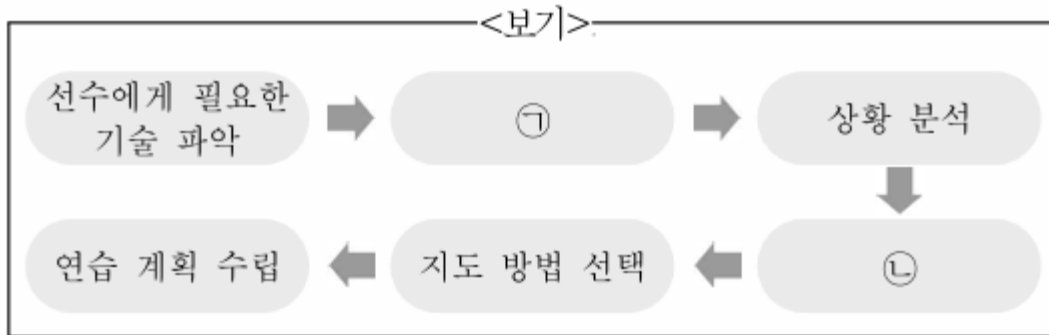 <보기>
선수에게 필요한
기술 파악
㉠
상황 분석
㉡
지도 방법 선택
연습 계획 수립